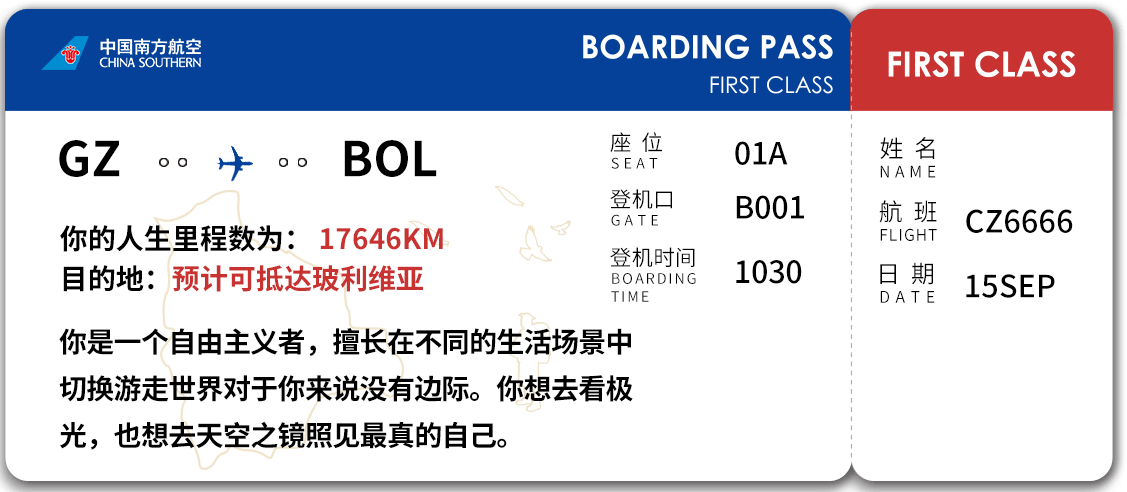 中国南方航空
CHINA SOUTHERN
BOARDING PASS
FIRST CLASS
GZ BOL
你的人生里程数为： 17646KM
目的地：预计可抵达玻利维亚
你是一个自由主义者，擅长在不同的生活场景中
切换游走世界对于你来说没有边际。你想去看极
光，也想去天空之镜照见最真的自己。
座位 01A
SEAT
登机口 B001
GATE
登机时间 1030
BOARDING
TIME
FIRST CLASS
姓名
NAME
航班 CZ6666
FLIGHT
日期 15SEP
DATE